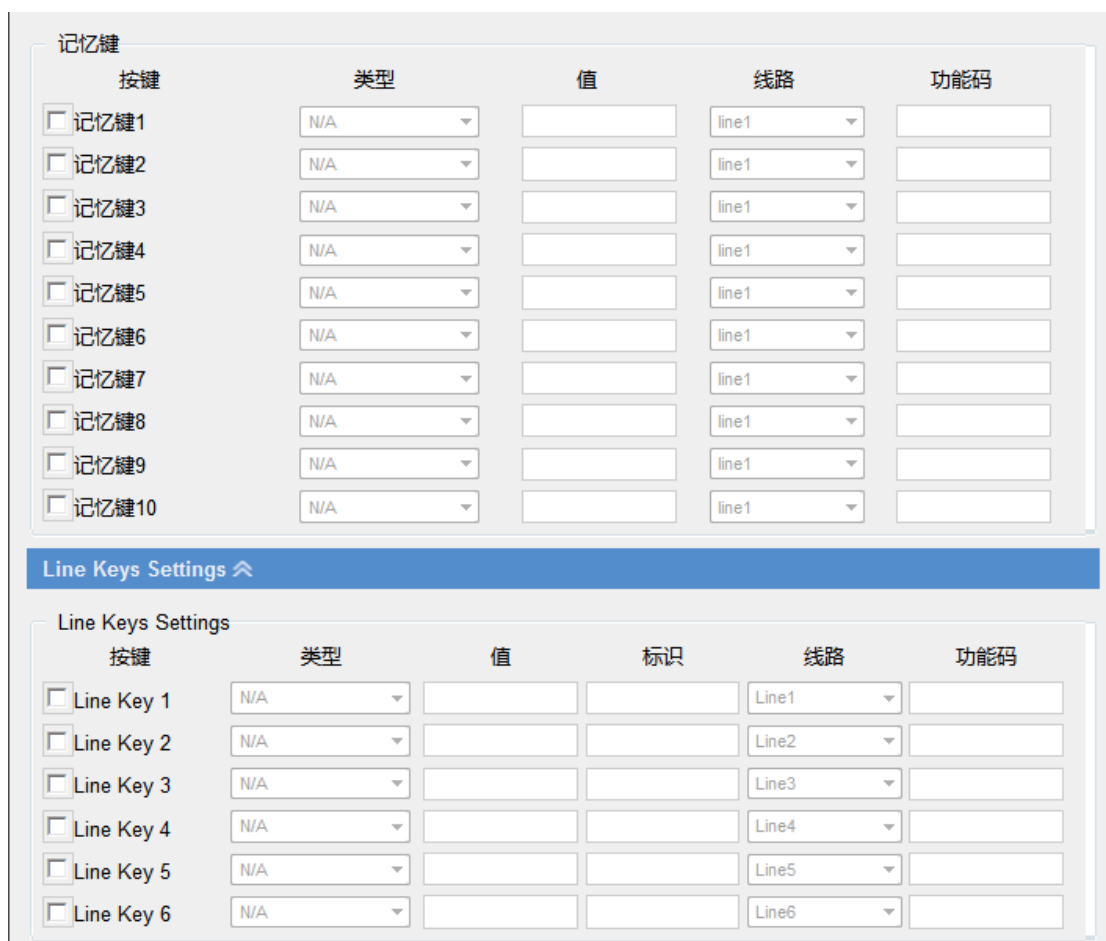 记忆键
按键 类型 值 线路 功能码
记忆键1 N/A line1
记忆键2 N/A line1
记忆键3 N/A line1
记忆键4 N/A line1
记忆键5 N/A line1
记忆键6 N/A line1
记忆键7 N/A line1
记忆键8 N/A line1
记忆键9 N/A line1
记忆键10 N/A line1
Line Keys Settings
Line Keys Settings
按键 类型 值 标识 线路 功能码
Line Key 1 N/A Line1
Line Key 2 N/A Line2
Line Key 3 N/A Line3
Line Key 4 N/A Line4
Line Key 5 N/A Line5
Line Key 6 N/A Line6